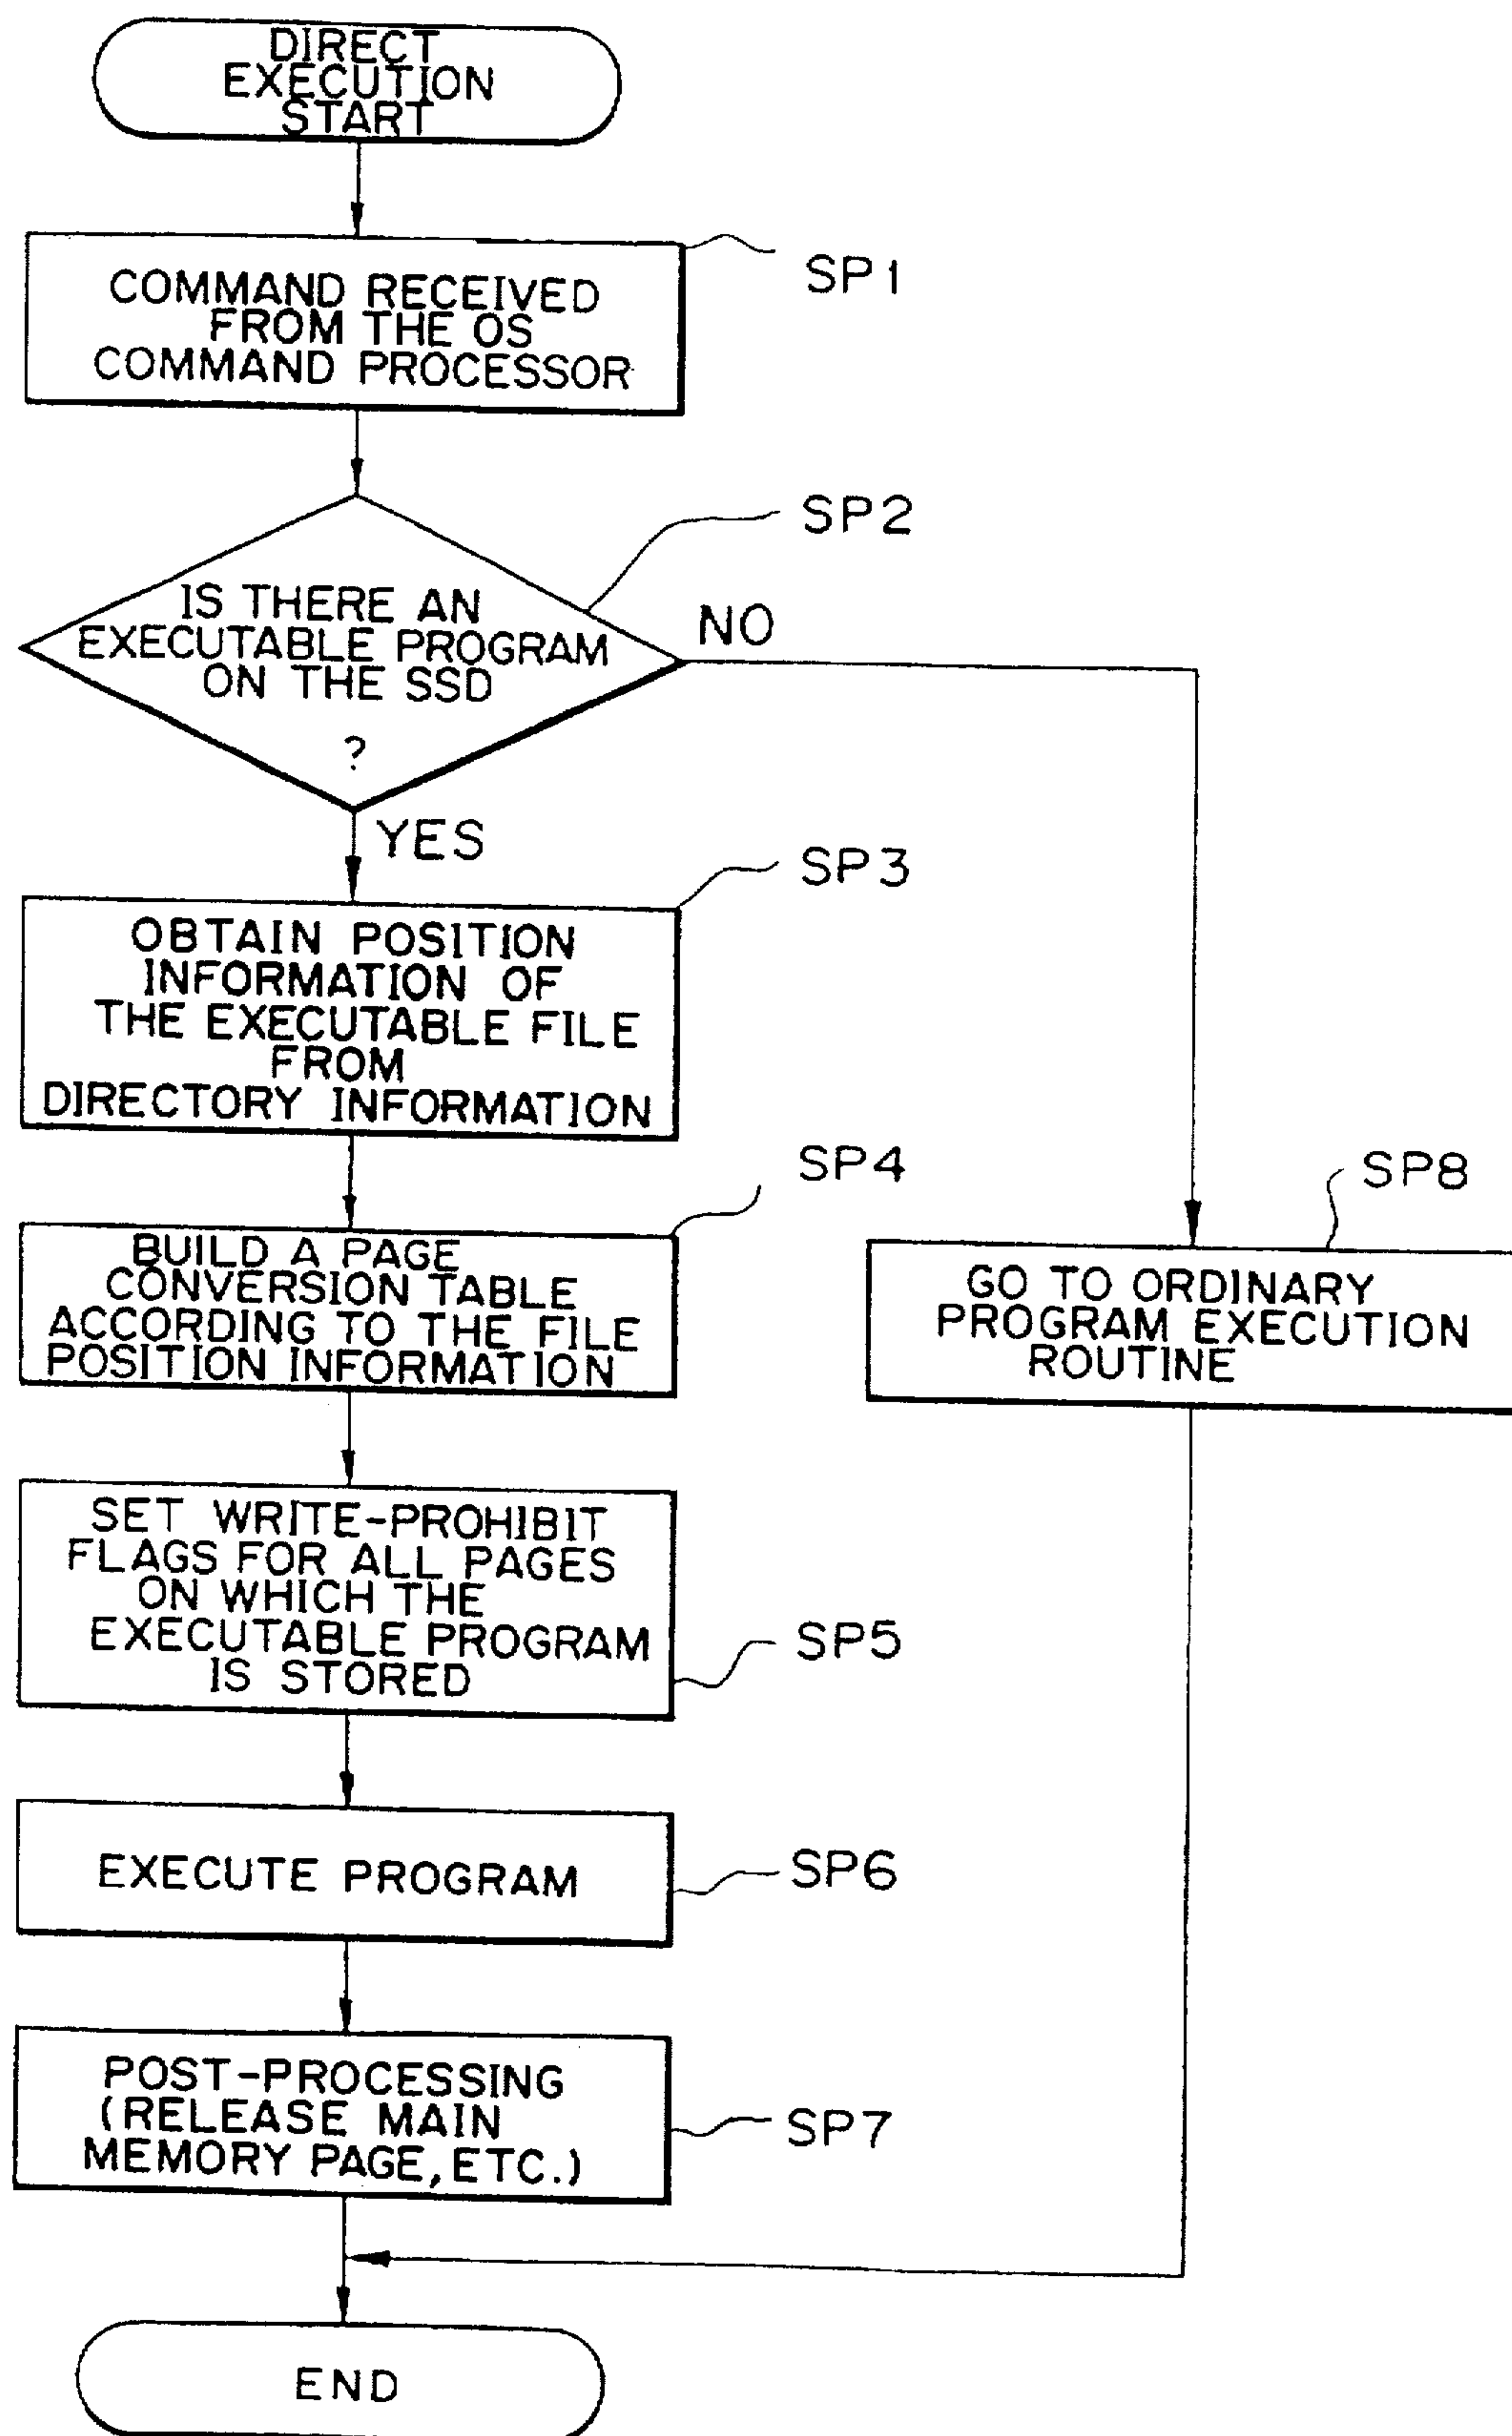 DIRECT
EXECUTION
START
SP1
COMMAND RECEIVED
FROM THE OS
COMMAND PROCESSOR
SP2
IS THERE AN
EXECUTABLE PROGRAM
ON THE SSD
?
NO
YES
SP3
OBTAIN POSITION
INFORMATION OF
THE EXECUTABLE FILE
FROM
DIRECTORY INFORMATION
SP4
BUILD A PAGE
CONVERSION TABLE
ACCORDING TO THE FILE
POSITION INFORMATION
SP8
GO TO ORDINARY
PROGRAM EXECUTION
ROUTINE
SET WRITE-PROHIBIT
FLAGS FOR ALL PAGES
ON WHICH THE
EXECUTABLE PROGRAM
IS STORED
SP5
EXECUTE PROGRAM
SP6
POST-PROCESSING
(RELEASE MAIN
MEMORY PAGE, ETC.)
SP7
END